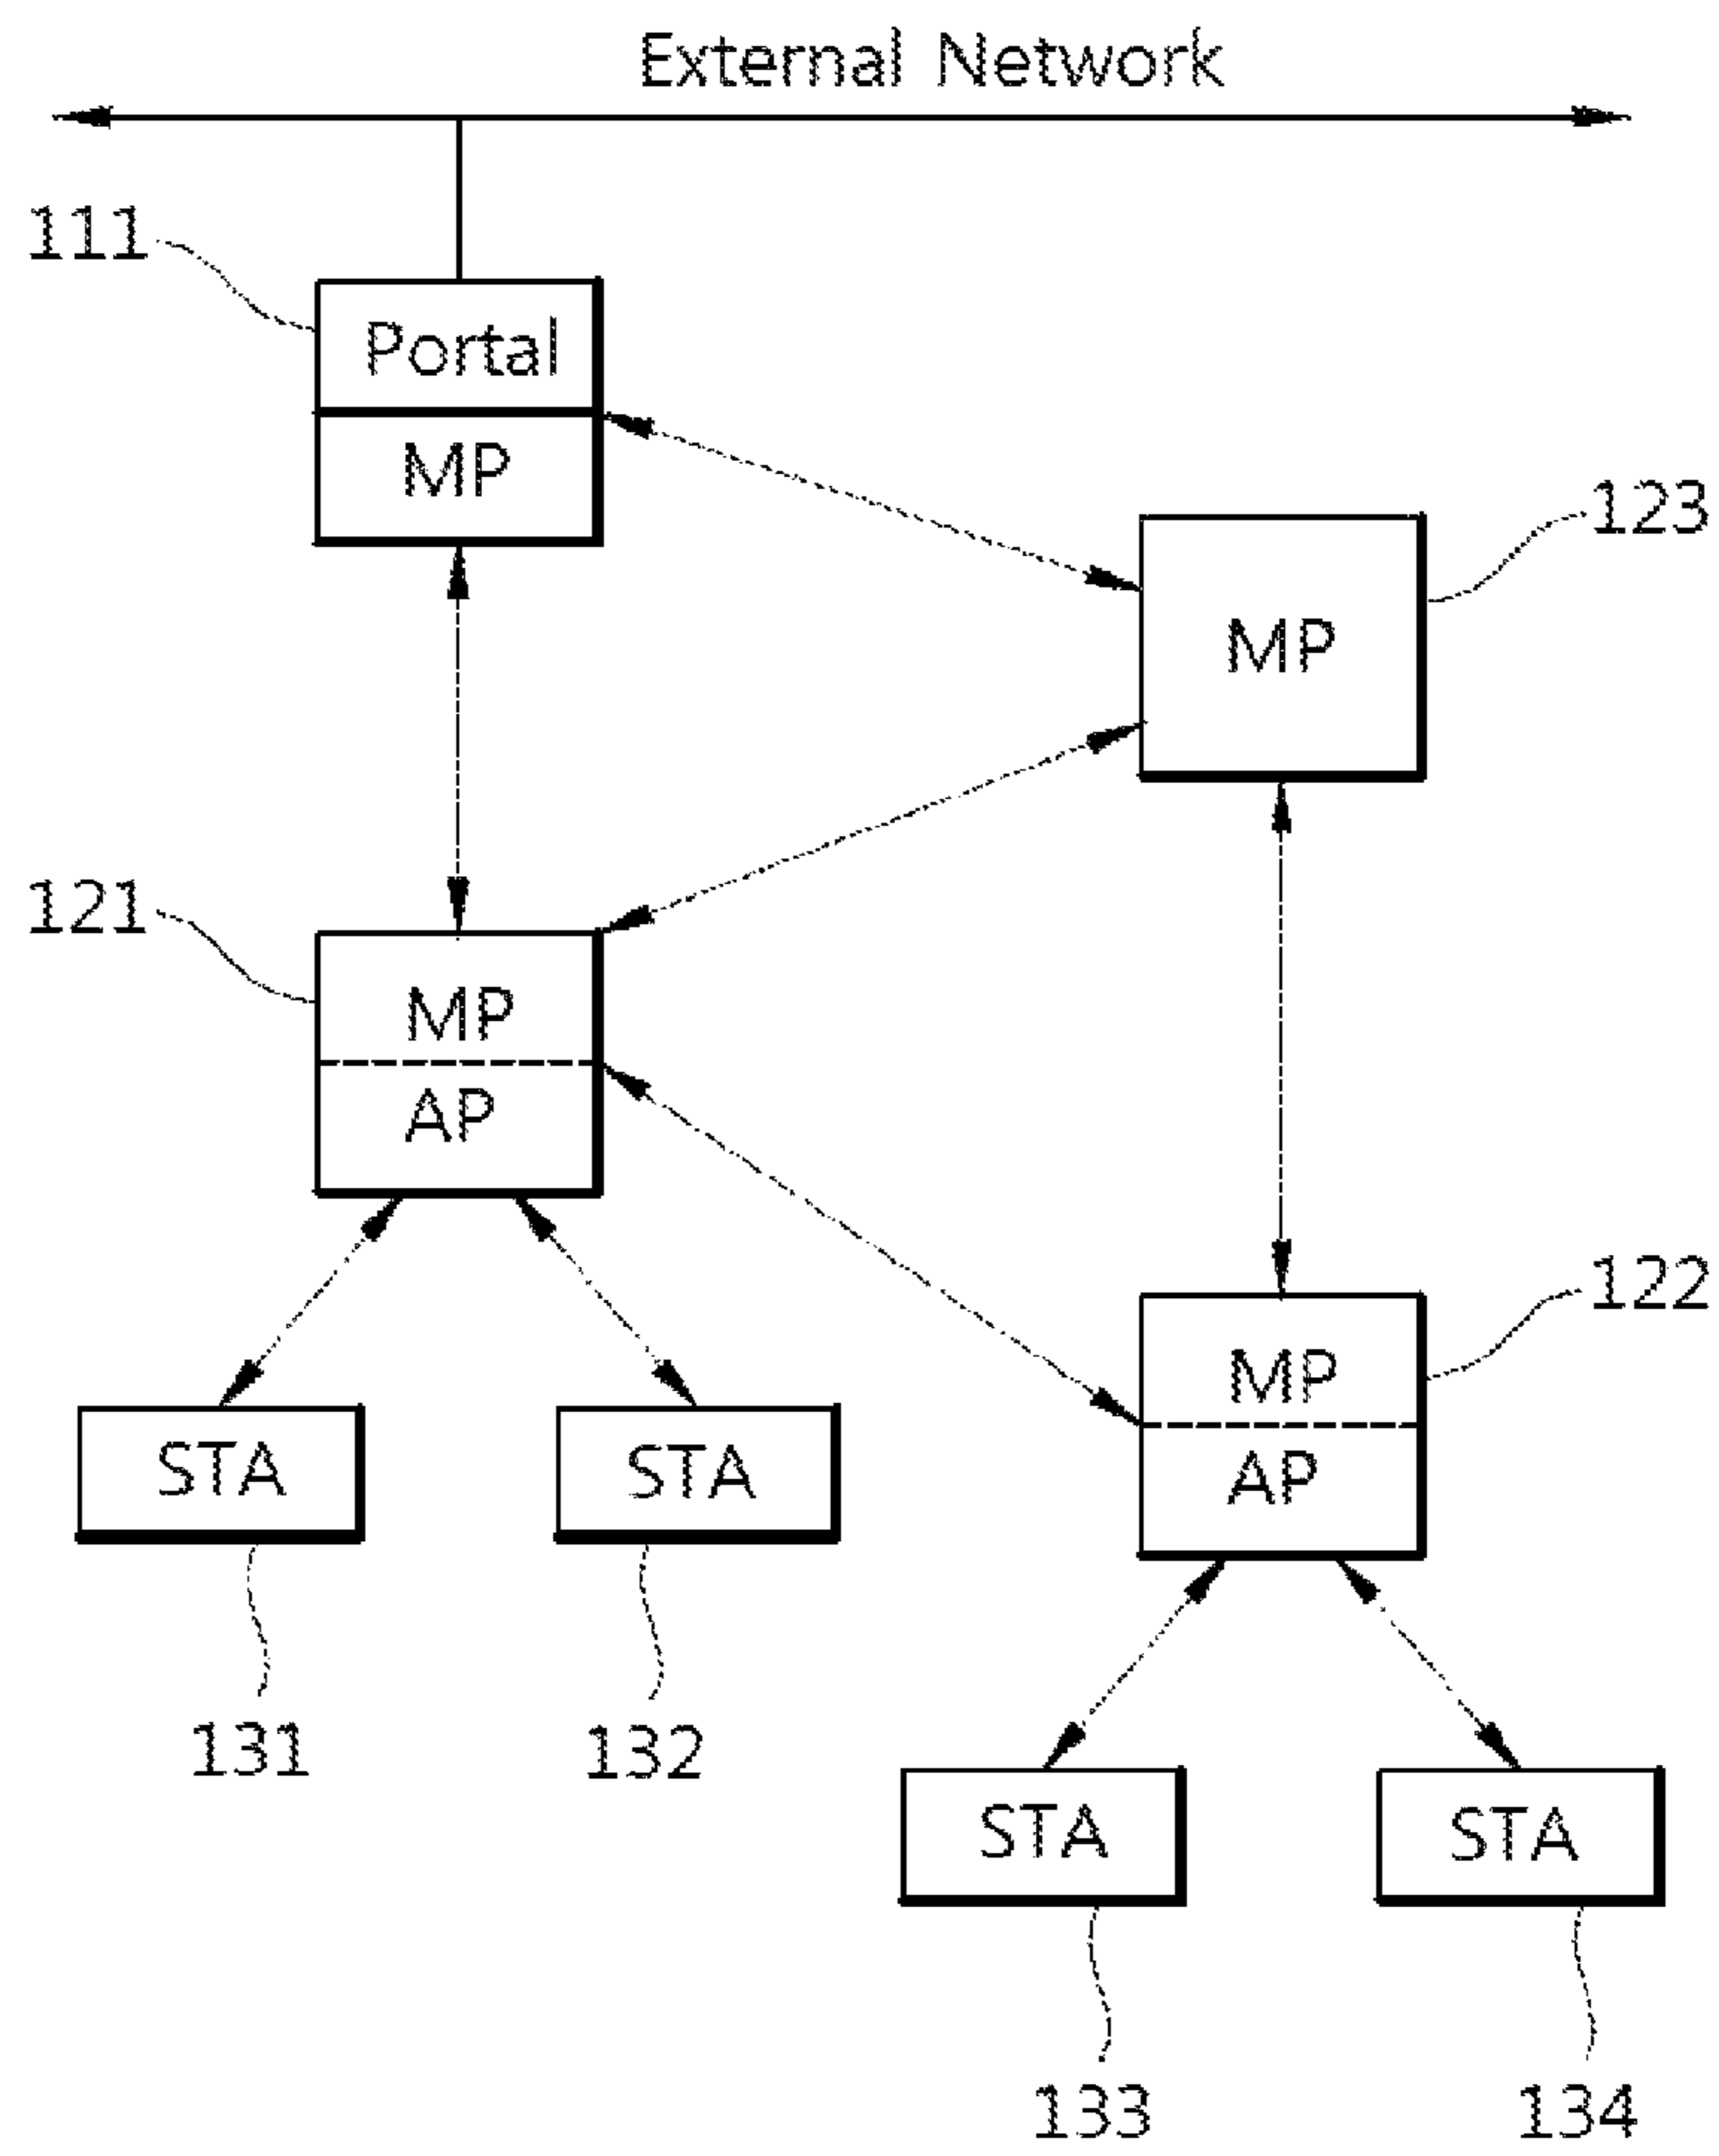 External Network
111
Portal
MP
123
MP
121
MP
AP
122
MP
AP
STA
STA
131
132
STA
STA
133
134